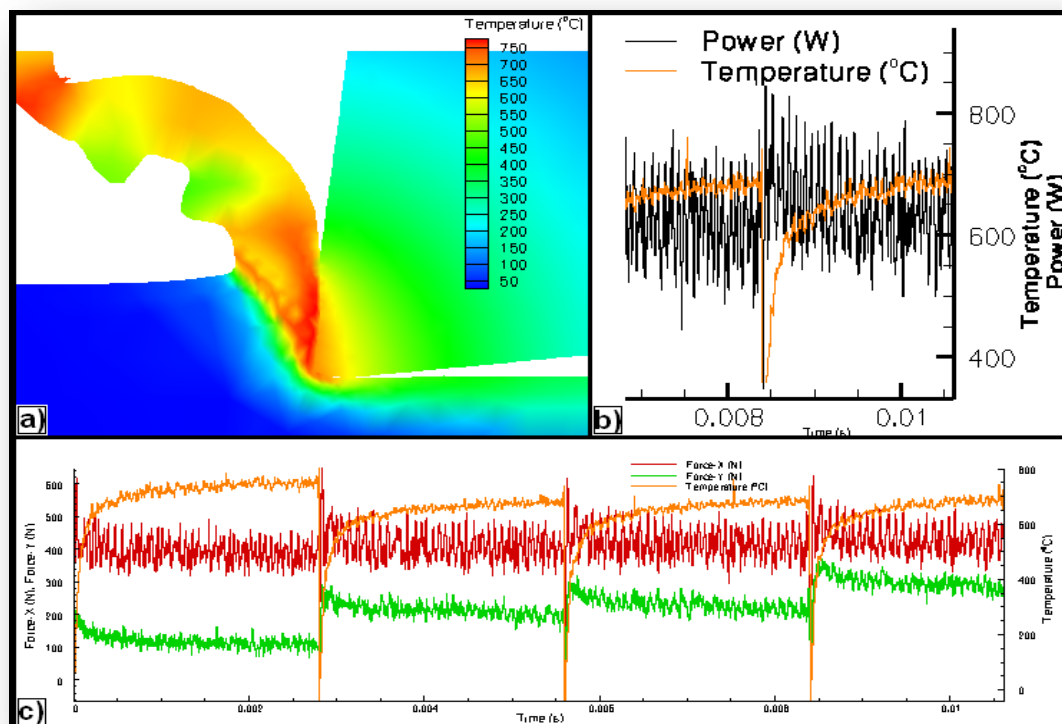 Temperature (°C)
750
700
650
600
550
500
450
400
350
300
250
200
150
100
50
a)
Power (W)
Temperature (°C)
800
600
400
Temperature (°C)
Power (W)
0.008
0.01
Time (s)
b)
Force-X (N)
Force-Y (N)
Temperature (°C)
500
400
300
200
100
0
Force-X (N), Force-Y (N)
800
600
400
200
0
Temperature (°C)
0
0.002
0.004
0.006
0.008
0.01
Time (s)
c)